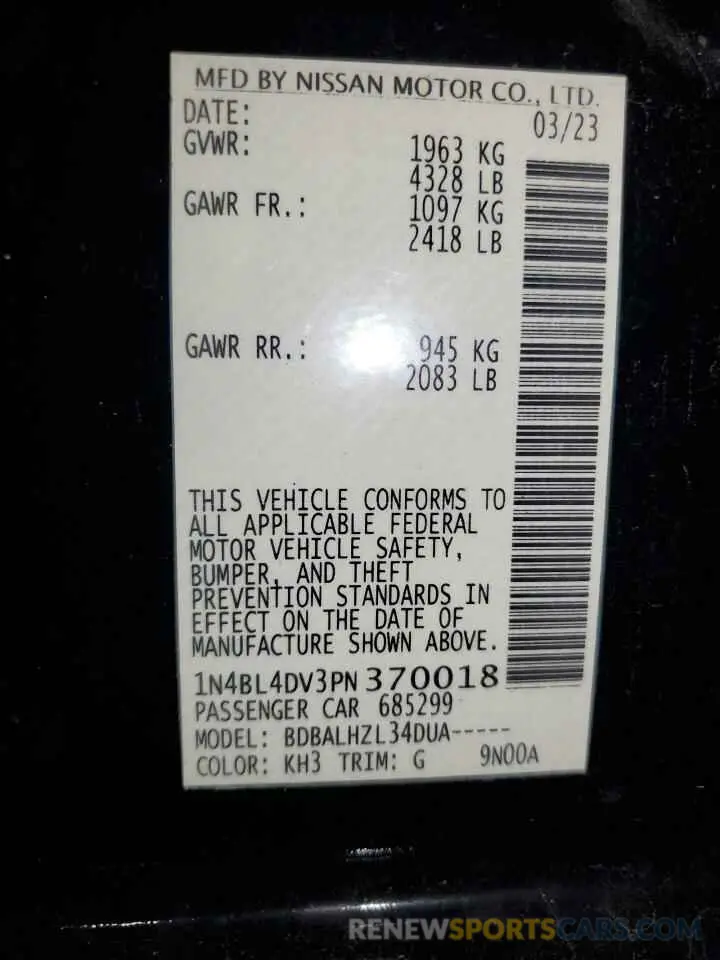 MFD BY NISSAN MOTOR CO., LTD.
DATE: 03/23
GVWR: 1963 KG
4328 LB
GAWR FR.: 1097 KG
2418 LB
GAWR RR.: 945 KG
2083 LB
THIS VEHICLE CONFORMS TO
ALL APPLICABLE FEDERAL
MOTOR VEHICLE SAFETY,
BUMPER, AND THEFT
PREVENTION STANDARDS IN
EFFECT ON THE DATE OF
MANUFACTURE SHOWN ABOVE.
1N4BL4DV3PN370018
PASSENGER CAR 685299
MODEL: BDBALHZL34DUA-----
COLOR: KH3 TRIM: G 9N00A
RENEWSPORTSCARS.COM